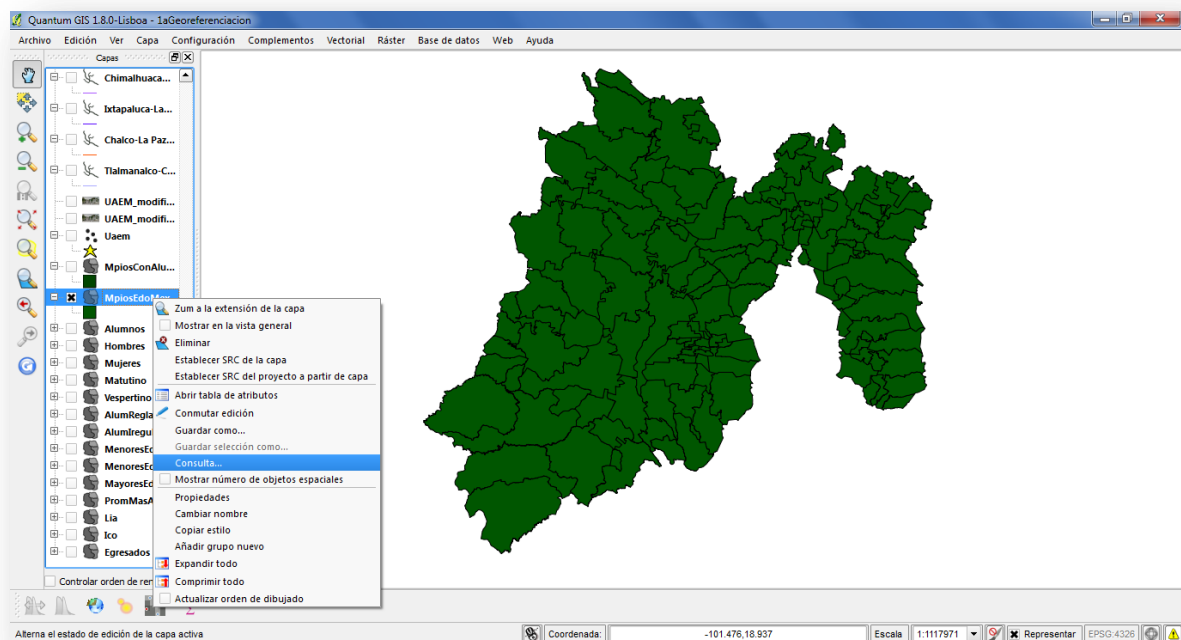 Quantum GIS 1.8.0-Lisboa - 1aGeoreferenciacion
Archivo Edición Ver Capa Configuración Complementos Vectorial Ráster Base de datos Web Ayuda
Capas
Chimalhuaca...
Ixtapaluca-La...
Chalco-La Paz...
Tlalmanalco-C...
UAEM_modifi...
UAEM_modifi...
Uaem
MpiosConAlu...
MpiosEdoMex
Alumnos
Hombres
Mujeres
Matutino
Vespertino
AlumRegla
AlumIregul
MenoresEd
MenoresEd
MayoresEd
PromMasA
Lia
Ico
Egresados
Controlar orden de ren
Zum a la extensión de la capa
Mostrar en la vista general
Eliminar
Establecer SRC de la capa
Establecer SRC del proyecto a partir de capa
Abrir tabla de atributos
Conmutar edición
Guardar como...
Guardar selección como...
Consulta...
Mostrar número de objetos espaciales
Propiedades
Cambiar nombre
Copiar estilo
Añadir grupo nuevo
Expandir todo
Comprimir todo
Actualizar orden de dibujado
Alterna el estado de edición de la capa activa Coordenada: -101.476,18.937 Escala 1:1117971 Representar EPSG:4326